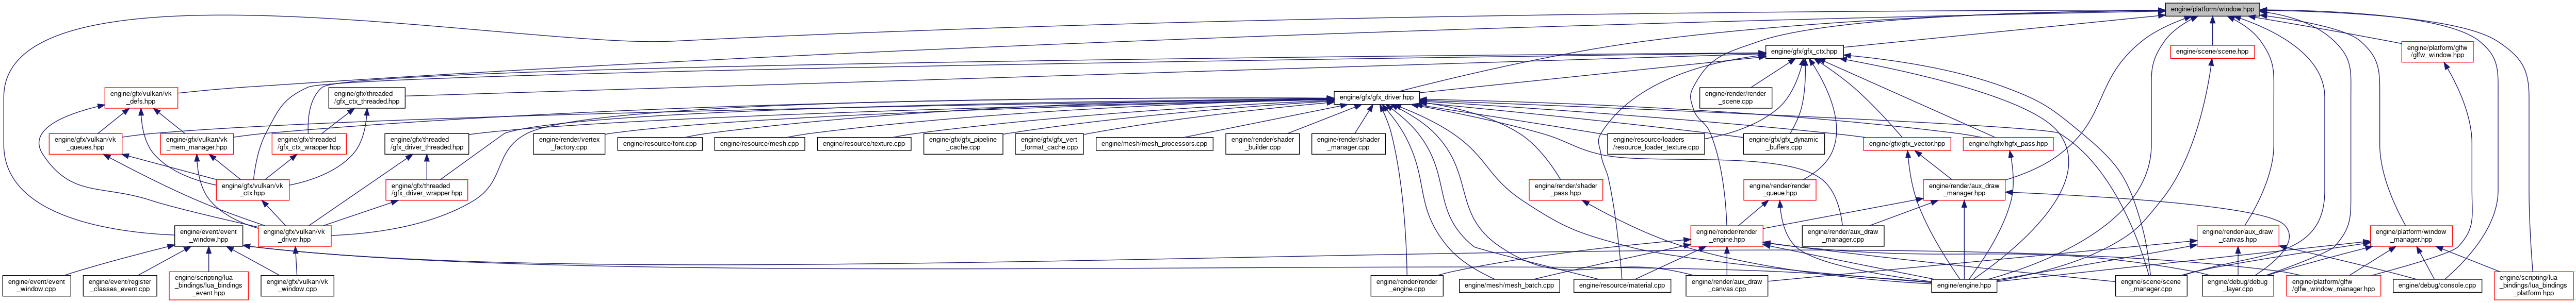 engine/platform/window.hpp
engine/gfx/gfx_ctx.hpp
engine/scene/scene.hpp
engine/platform/glfw
/glfw_window.hpp
engine/gfx/vulkan/vk
_defs.hpp
engine/gfx/threaded
/gfx_ctx_threaded.hpp
engine/gfx/gfx_driver.hpp
engine/render/render
_scene.cpp
engine/gfx/vulkan/vk
_queues.hpp
engine/gfx/vulkan/vk
_mem_manager.hpp
engine/gfx/threaded
/gfx_ctx_wrapper.hpp
engine/gfx/threaded
/gfx_driver_threaded.hpp
engine/render/vertex
_factory.cpp
engine/resource/font.cpp
engine/resource/mesh.cpp
engine/resource/texture.cpp
engine/gfx/gfx_pipeline
_cache.cpp
engine/gfx/gfx_vert
_format_cache.cpp
engine/mesh/mesh_processors.cpp
engine/render/shader
_builder.cpp
engine/render/shader
_manager.cpp
engine/resource/loaders
/resource_loader_texture.cpp
engine/gfx/gfx_dynamic
_buffers.cpp
engine/gfx/gfx_vector.hpp
engine/hgfx/hgfx_pass.hpp
engine/gfx/vulkan/vk
_ctx.hpp
engine/gfx/threaded
/gfx_driver_wrapper.hpp
engine/render/shader
_pass.hpp
engine/render/render
_queue.hpp
engine/render/aux_draw
_manager.hpp
engine/event/event
_window.hpp
engine/gfx/vulkan/vk
_driver.hpp
engine/render/render
_engine.hpp
engine/render/aux_draw
_manager.cpp
engine/render/aux_draw
_canvas.hpp
engine/platform/window
_manager.hpp
engine/event/event
_window.cpp
engine/event/register
_classes_event.cpp
engine/scripting/lua
_bindings/lua_bindings
_event.hpp
engine/gfx/vulkan/vk
_window.cpp
engine/render/render
_engine.cpp
engine/mesh/mesh_batch.cpp
engine/resource/material.cpp
engine/render/aux_draw
_canvas.cpp
engine/engine.hpp
engine/scene/scene
_manager.cpp
engine/debug/debug
_layer.cpp
engine/platform/glfw
/glfw_window_manager.hpp
engine/debug/console.cpp
engine/scripting/lua
_bindings/lua_bindings
_platform.hpp